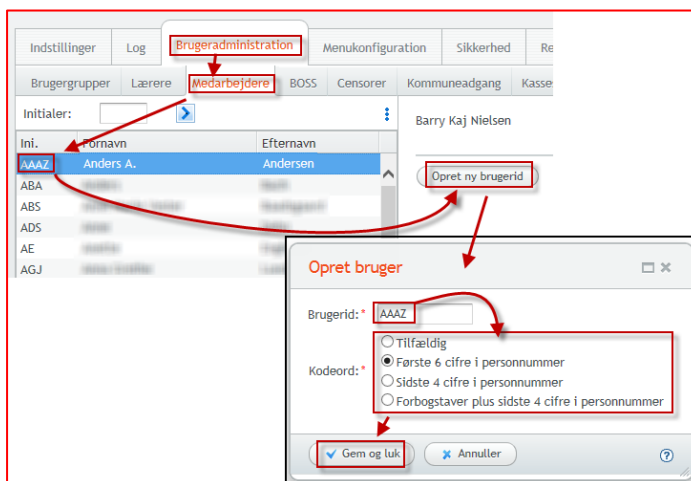 Indstillinger Log Brugeradministration Menukonfiguration Sikkerhed Re
Brugergrupper Lærere Medarbejdere BOSS Censorer Kommuneadgang Kasse
Initialer:
Barry Kaj Nielsen
Ini. Fornavn Efternavn
AAAZ Anders A. Andersen
Opret ny brugerid
ABA
ABS
ADS
AE
AGJ
Opret bruger
Brugerid:* AAAZ
Kodeord:*
Tilfældig
Første 6 cifre i personnummer
Sidste 4 cifre i personnummer
Forbogstaver plus sidste 4 cifre i personnummer
Gem og luk Annuller